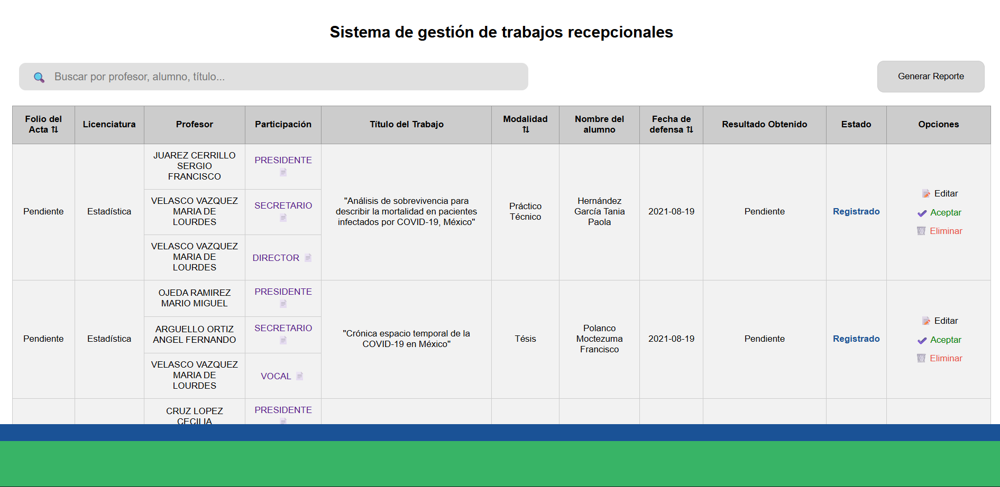 Sistema de gestión de trabajos recepcionales
Buscar por profesor, alumno, título...
Generar Reporte
Folio del
Acta ⇅
Licenciatura
Profesor
Participación
Título del Trabajo
Modalidad
⇅
Nombre del
alumno
Fecha de
defensa ⇅
Resultado Obtenido
Estado
Opciones
Pendiente
Estadística
JUAREZ CERRILLO
SERGIO
FRANCISCO
PRESIDENTE
VELASCO VAZQUEZ
MARIA DE
LOURDES
SECRETARIO
VELASCO VAZQUEZ
MARIA DE
LOURDES
DIRECTOR
"Análisis de sobrevivencia para
describir la mortalidad en pacientes
infectados por COVID-19, México"
Práctico
Técnico
Hernández
García Tania
Paola
2021-08-19
Pendiente
Registrado
Editar
Aceptar
Eliminar
Pendiente
Estadística
OJEDA RAMIREZ
MARIO MIGUEL
PRESIDENTE
ARGUELLO ORTIZ
ANGEL FERNANDO
SECRETARIO
VELASCO VAZQUEZ
MARIA DE
LOURDES
VOCAL
"Crónica espacio temporal de la
COVID-19 en México"
Tésis
Polanco
Moctezuma
Francisco
2021-08-19
Pendiente
Registrado
Editar
Aceptar
Eliminar
CRUZ LOPEZ
CECILIA
PRESIDENTE